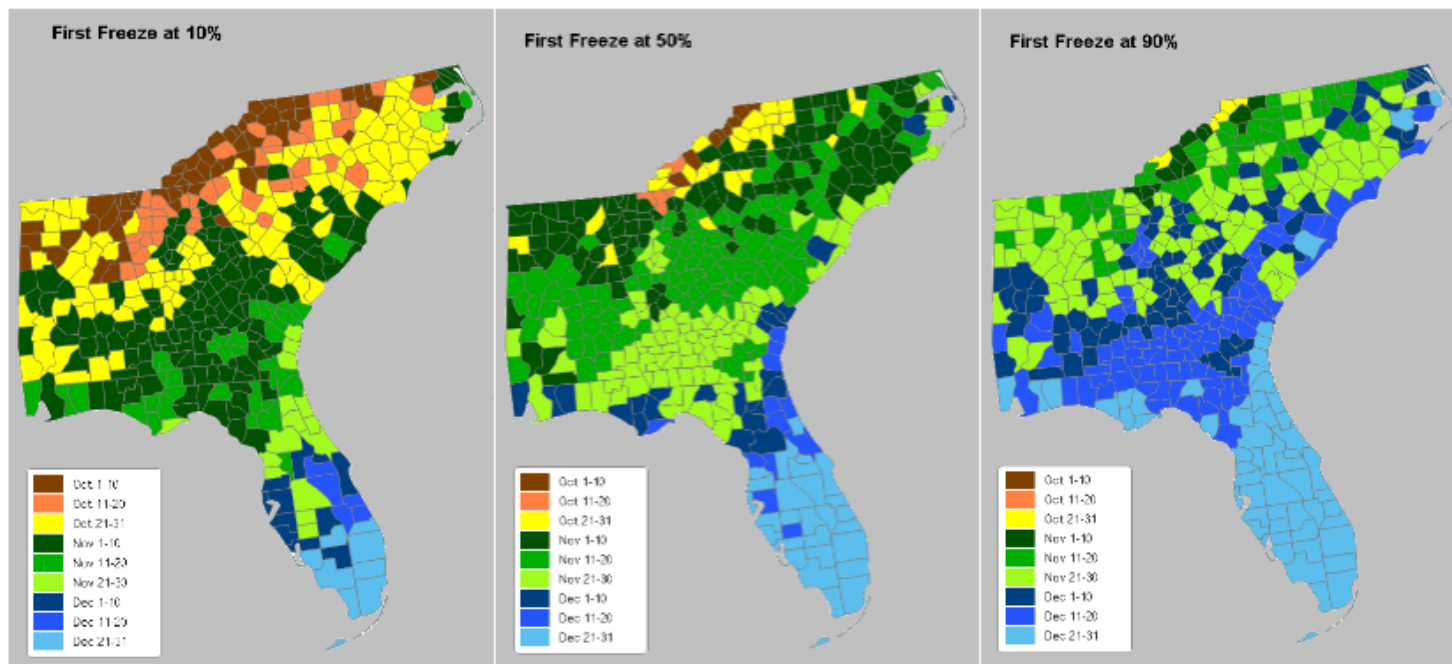 First Freeze at 10%
Oct 1-10
Oct 11-20
Oct 21-31
Nov 1-10
Nov 11-20
Nov 21-30
Dec 1-10
Dec 11-20
Dec 21-31
First Freeze at 50%
Oct 1-10
Oct 11-20
Oct 21-31
Nov 1-10
Nov 11-20
Nov 21-30
Dec 1-10
Dec 11-20
Dec 21-31
First Freeze at 90%
Oct 1-10
Oct 11-20
Oct 21-31
Nov 1-10
Nov 11-20
Nov 21-30
Dec 1-10
Dec 11-20
Dec 21-31